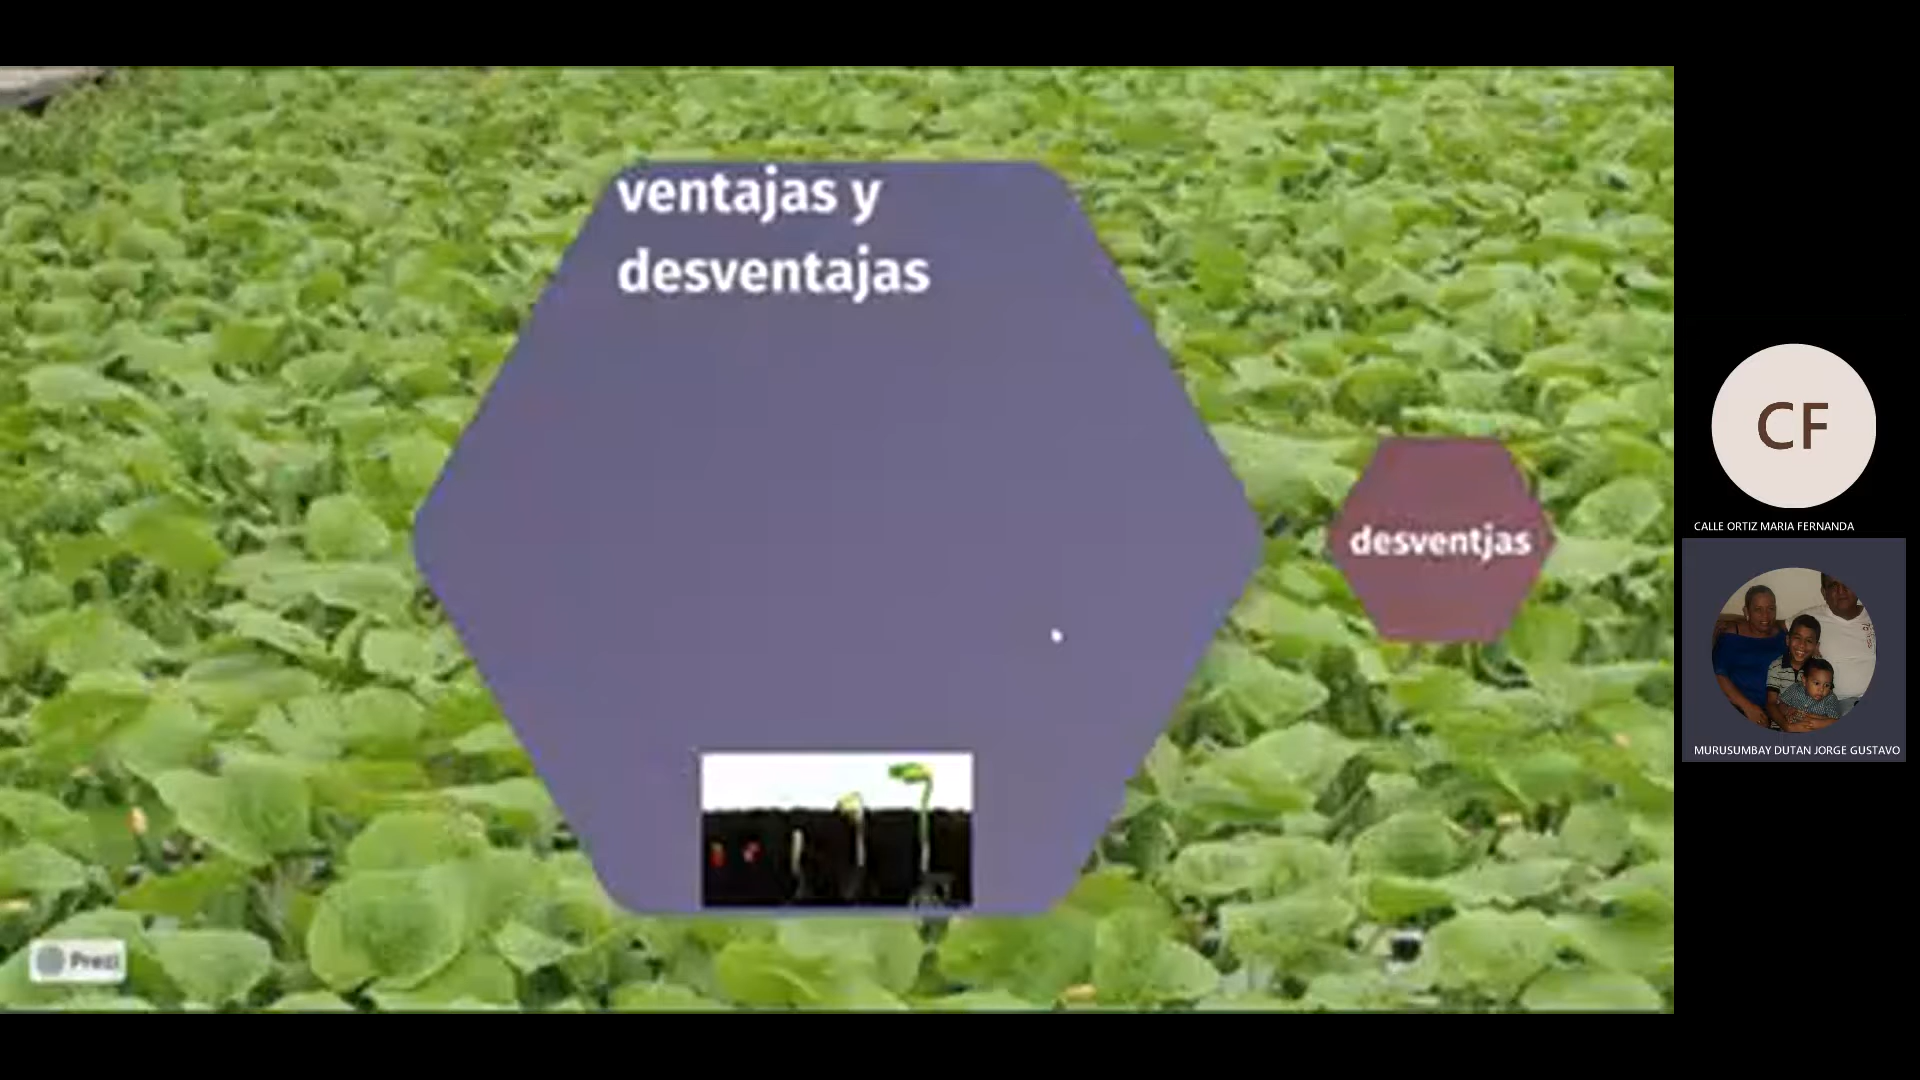 ventajas y
desventajas
desventjas
Prezi
CF
CALLE ORTIZ MARIA FERNANDA
MURUSUMBAY DUTAN JORGE GUSTAVO